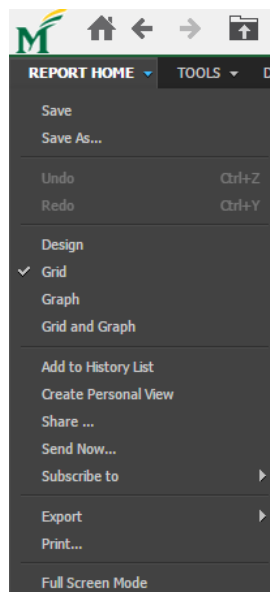 M
REPORT HOME TOOLS D
Save
Save As...
Undo Ctrl+Z
Redo Ctrl+Y
Design
Grid
Graph
Grid and Graph
Add to History List
Create Personal View
Share ...
Send Now...
Subscribe to
Export
Print...
Full Screen Mode